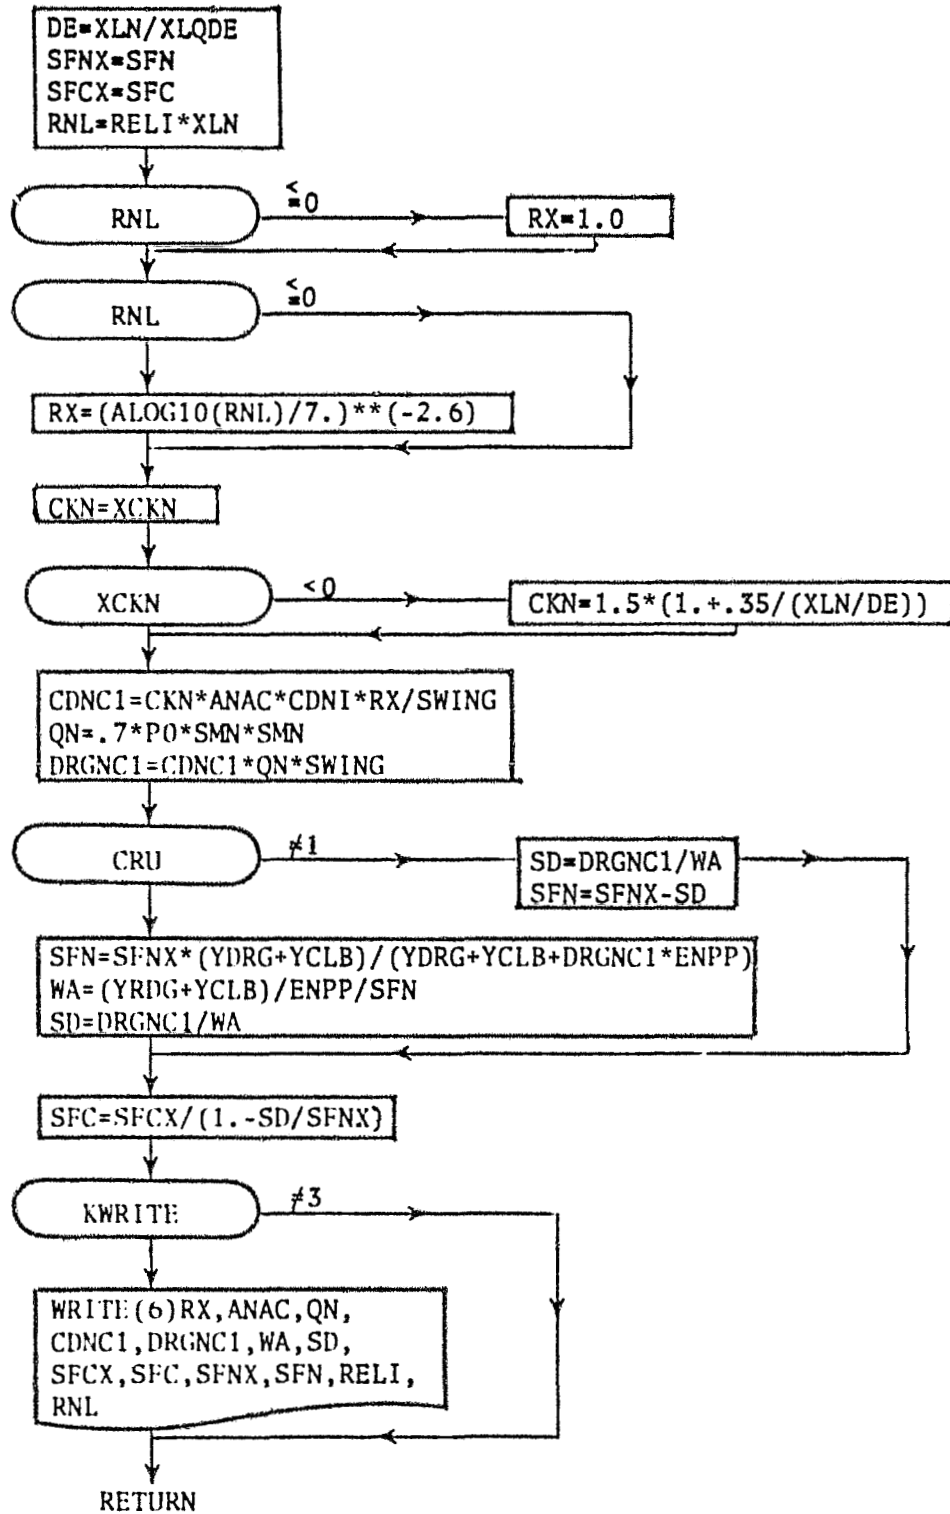 DE=XLN/XLQDE
SFNX=SFN
SFCX=SFC
RNL=RELI*XLN
RNL
<
=0
RX=1.0
RNL
<
=0
RX=(ALOG10(RNL)/7.)**(-2.6)
CKN=XCKN
XCKN
<0
CKN=1.5*(1.+.35/(XLN/DE))
CDNC1=CKN*ANAC*CDNI*RX/SWING
QN=.7*PO*SMN*SMN
DRGNC1=CDNC1*QN*SWING
CRU
≠1
SD=DRGNC1/WA
SFN=SFNX-SD
SFN=SFNX*(YDRG+YCLB)/(YDRG+YCLB+DRGNC1*ENPP)
WA=(YRDG+YCLB)/ENPP/SFN
SD=DRGNC1/WA
SFC=SFCX/(1.-SD/SFNX)
KWRITE
≠3
WRITE(6)RX,ANAC,QN,
CDNC1,DRGNC1,WA,SD,
SFCX,SFC,SFNX,SFN,RELI,
RNL
RETURN